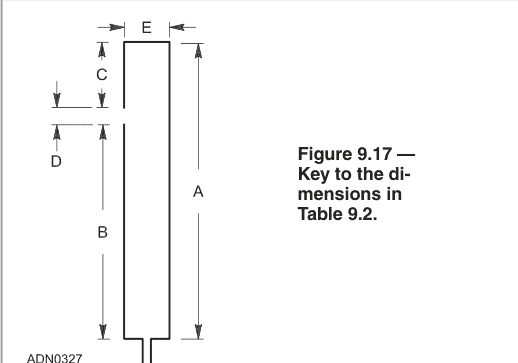 E
C
D
A
B
Figure 9.17 —
Key to the di-
mensions in
Table 9.2.
ADN0327